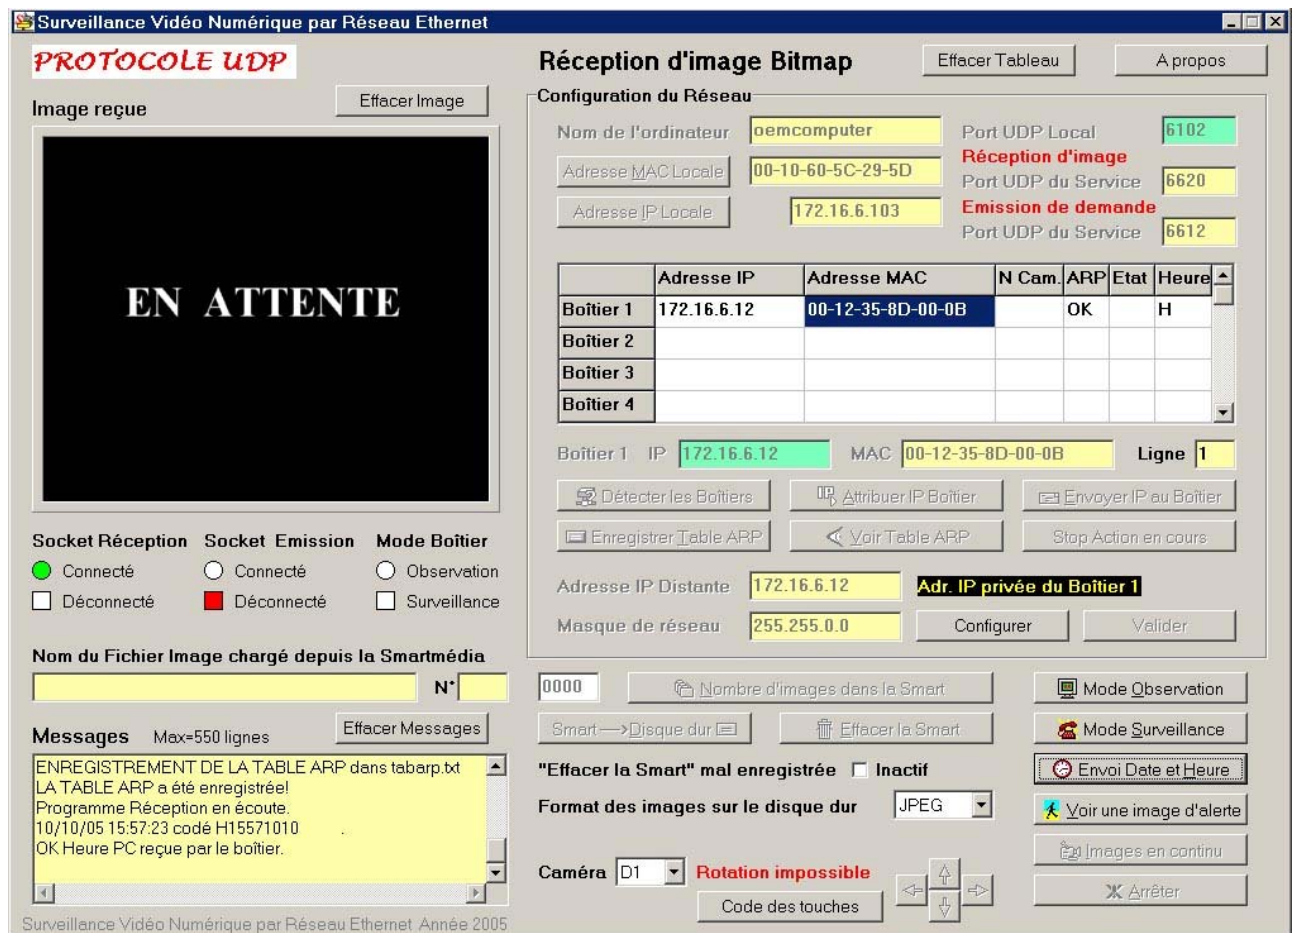 Surveillance Vidéo Numérique par Réseau Ethernet
PROTOCOLE UDP
Image reçue
Effacer Image
EN ATTENTE
Socket Réception Socket Emission Mode Boîtier
Connecté Connecté Observation
Déconnecté Déconnecté Surveillance
Nom du Fichier Image chargé depuis la Smartmédia
N°
Messages Max=550 lignes Effacer Messages
ENREGISTREMENT DE LA TABLE ARP dans tabarp.txt
LA TABLE ARP a été enregistrée!
Programme Réception en écoute.
10/10/05 15:57:23 codé H15571010 .
OK Heure PC reçue par le boîtier.
Surveillance Vidéo Numérique par Réseau Ethernet Année 2005
Réception d'image Bitmap Effacer Tableau A propos
Configuration du Réseau
Nom de l'ordinateur oemcomputer Port UDP Local 6102
Réception d'image
Adresse MAC Locale 00-10-60-5C-29-5D Port UDP du Service 6620
Emission de demande
Adresse IP Locale 172.16.6.103 Port UDP du Service 6612
Adresse IP Adresse MAC N Cam. ARP Etat Heure
Boîtier 1 172.16.6.12 00-12-35-8D-00-0B OK H
Boîtier 2
Boîtier 3
Boîtier 4
Boîtier 1 IP 172.16.6.12 MAC 00-12-35-8D-00-0B Ligne 1
Détecter les Boîtiers Attribuer IP Boîtier Envoyer IP au Boîtier
Enregistrer Table ARP Voir Table ARP Stop Action en cours
Adresse IP Distante 172.16.6.12 Adr. IP privée du Boîtier 1
Masque de réseau 255.255.0.0 Configurer Valider
0000 Nombre d'images dans la Smart Mode Observation
Smart—>Disque dur Effacer la Smart Mode Surveillance
"Effacer la Smart" mal enregistrée Inactif Envoi Date et Heure
Format des images sur le disque dur JPEG Voir une image d'alerte
Images en continu
Caméra D1 Rotation impossible
Code des touches Arrêter